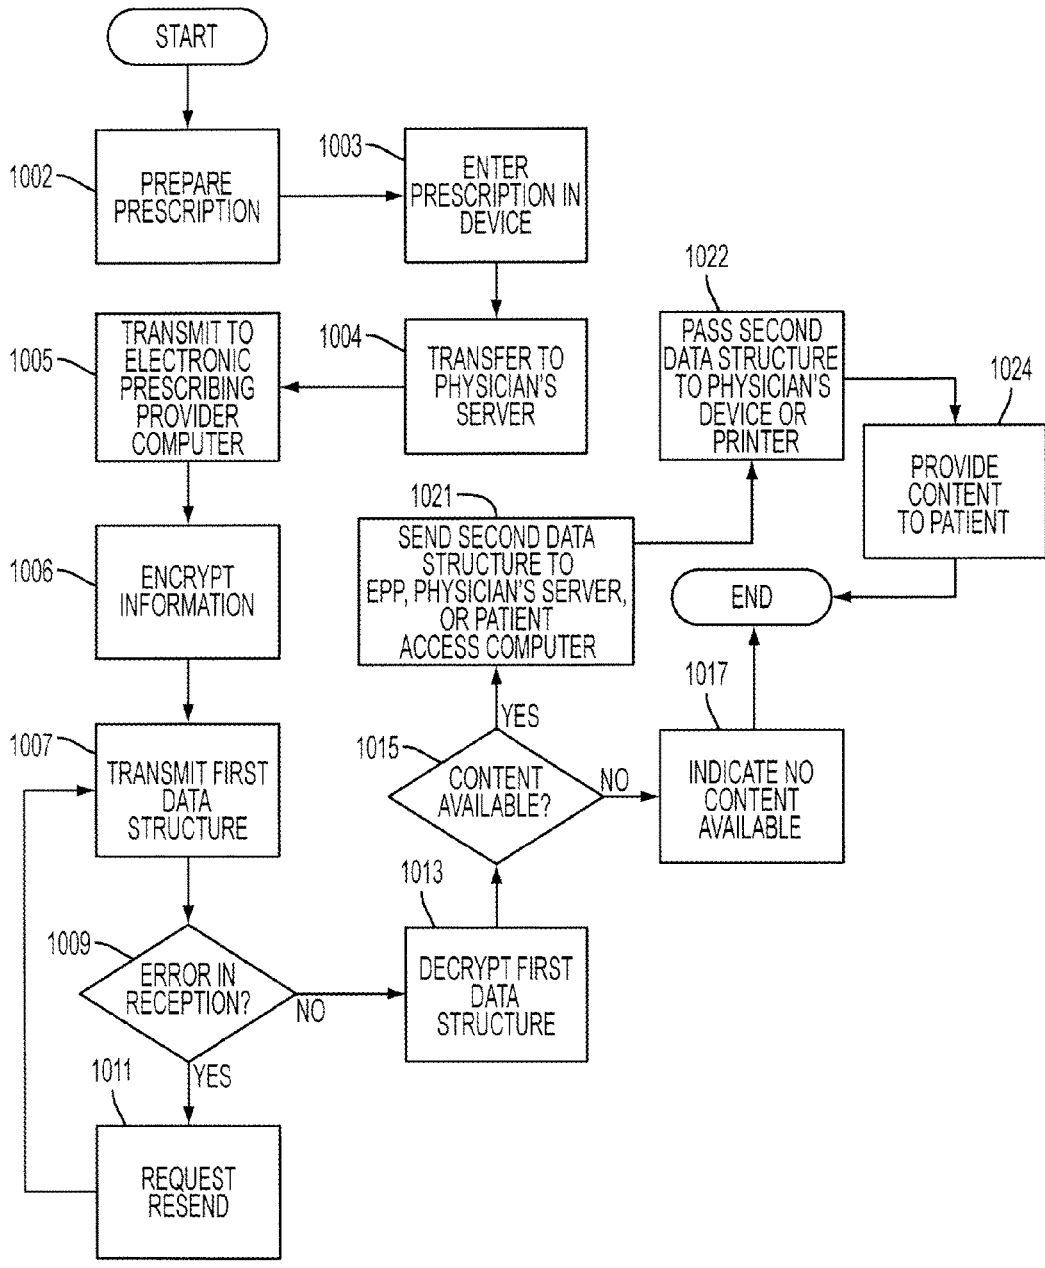 START
1002
PREPARE
PRESCRIPTION
1003
ENTER
PRESCRIPTION IN
DEVICE
1004
TRANSFER TO
PHYSICIAN'S
SERVER
1005
TRANSMIT TO
ELECTRONIC
PRESCRIBING
PROVIDER
COMPUTER
1006
ENCRYPT
INFORMATION
1007
TRANSMIT FIRST
DATA
STRUCTURE
1009
ERROR IN
RECEPTION?
YES
NO
1011
REQUEST
RESEND
1013
DECRYPT FIRST
DATA
STRUCTURE
1015
CONTENT
AVAILABLE?
YES
NO
1017
INDICATE NO
CONTENT
AVAILABLE
1021
SEND SECOND DATA
STRUCTURE TO
EPP, PHYSICIAN'S SERVER,
OR PATIENT
ACCESS COMPUTER
1022
PASS SECOND
DATA STRUCTURE
TO PHYSICIAN'S
DEVICE OR
PRINTER
1024
PROVIDE
CONTENT
TO PATIENT
END